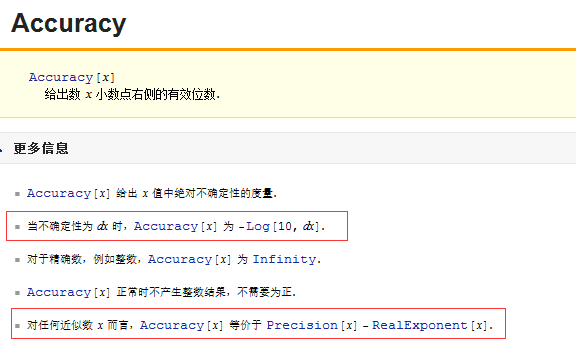 Accuracy
Accuracy[x]
给出数 x 小数点右侧的有效位数.
更多信息
Accuracy[x] 给出 x 值中绝对不确定性的度量.
当不确定性为 dx 时, Accuracy[x] 为 -Log[10, dx].
对于精确数, 例如整数, Accuracy[x] 为 Infinity.
Accuracy[x] 正常时不产生整数结果, 不需要为正.
对任何近似数 x 而言, Accuracy[x] 等价于 Precision[x]-RealExponent[x].